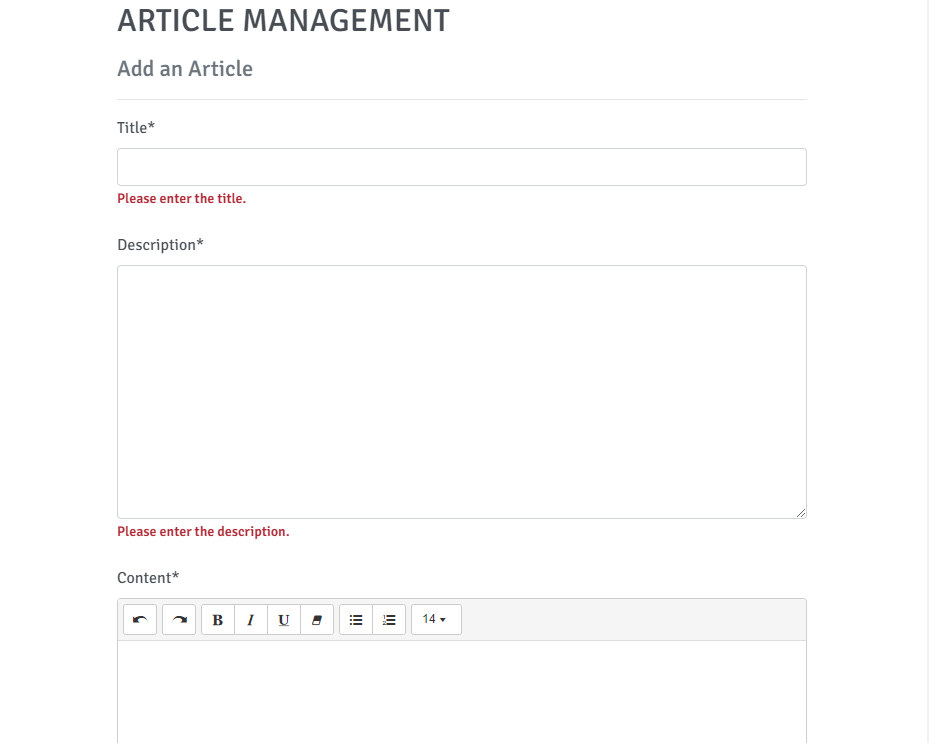 ARTICLE MANAGEMENT
Add an Article
Title*
Please enter the title.
Description*
Please enter the description.
Content*
B I U 14